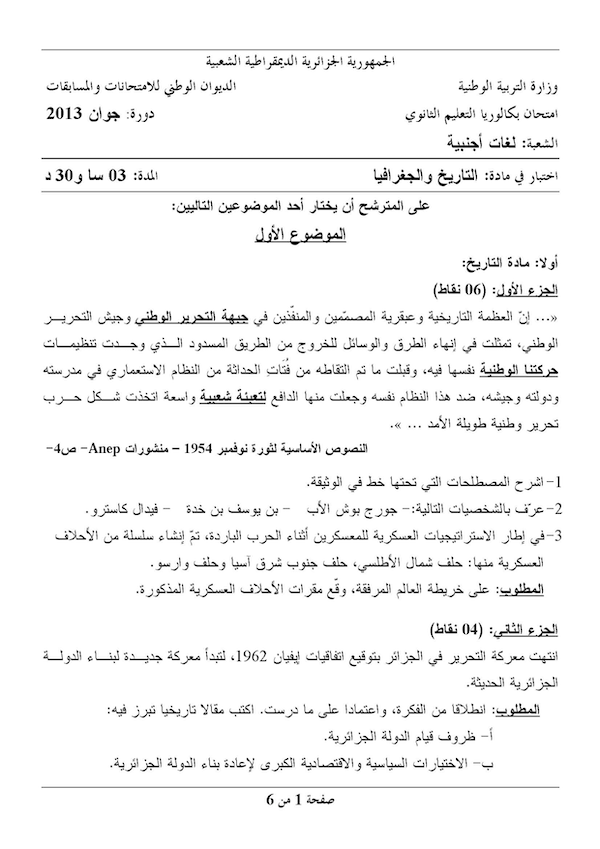 الجمهورية الجزائرية الديمقراطية الشعبية
وزارة التربية الوطنية الديوان الوطني للامتحانات والمسابقات
امتحان بكالوريا التعليم الثانوي دورة: جوان 2013
الشعبة: لغات أجنبية
اختبار في مادة: التاريخ والجغرافيا المدة: 03 سا و30 د
على المترشح أن يختار أحد الموضوعين التاليين:
الموضوع الأول
أولا: مادة التاريخ:
الجزء الأول: (06 نقاط)
«... إنّ العظمة التاريخية وعبقرية المصمّمين والمنفّذين في جبهة التحرير الوطني وجيش التحريـــر
الوطني، تمثلت في إنهاء الطرق والوسائل للخروج من الطريق المسدود الـــذي وجـــدت تنظيمـــات
حركتنا الوطنية نفسها فيه، وقبلت ما تم التقاطه من فُتَاتِ الحداثة من النظام الاستعماري في مدرسته
ودولته وجيشه، ضد هذا النظام نفسه وجعلت منها الدافع لتعبئة شعبية واسعة اتخذت شـــكل حـــرب
تحرير وطنية طويلة الأمد ... ».
النصوص الأساسية لثورة نوفمبر 1954 – منشورات Anep- ص4-
1- اشرح المصطلحات التي تحتها خط في الوثيقة.
2- عرّف بالشخصيات التالية:- جورج بوش الأب - بن يوسف بن خدة - فيدال كاسترو.
3- في إطار الاستراتيجيات العسكرية للمعسكرين أثناء الحرب الباردة، تمّ إنشاء سلسلة من الأحلاف
العسكرية منها: حلف شمال الأطلسي، حلف جنوب شرق آسيا وحلف وارسو.
المطلوب: على خريطة العالم المرفقة، وقّع مقرات الأحلاف العسكرية المذكورة.
الجزء الثاني: (04 نقاط)
انتهت معركة التحرير في الجزائر بتوقيع اتفاقيات إيفيان 1962، لتبدأ معركة جديـــدة لبنـــاء الدولـــة
الجزائرية الحديثة.
المطلوب: انطلاقا من الفكرة، واعتمادا على ما درست. اكتب مقالا تاريخيا تبرز فيه:
أ- ظروف قيام الدولة الجزائرية.
ب- الاختيارات السياسية والاقتصادية الكبرى لإعادة بناء الدولة الجزائرية.
صفحة 1 من 6